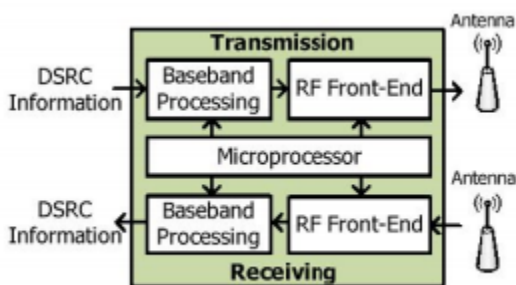 Antenna
Transmission
DSRC
Information
Baseband
Processing
RF Front-End
Microprocessor
Antenna
DSRC
Information
Baseband
Processing
RF Front-End
Receiving